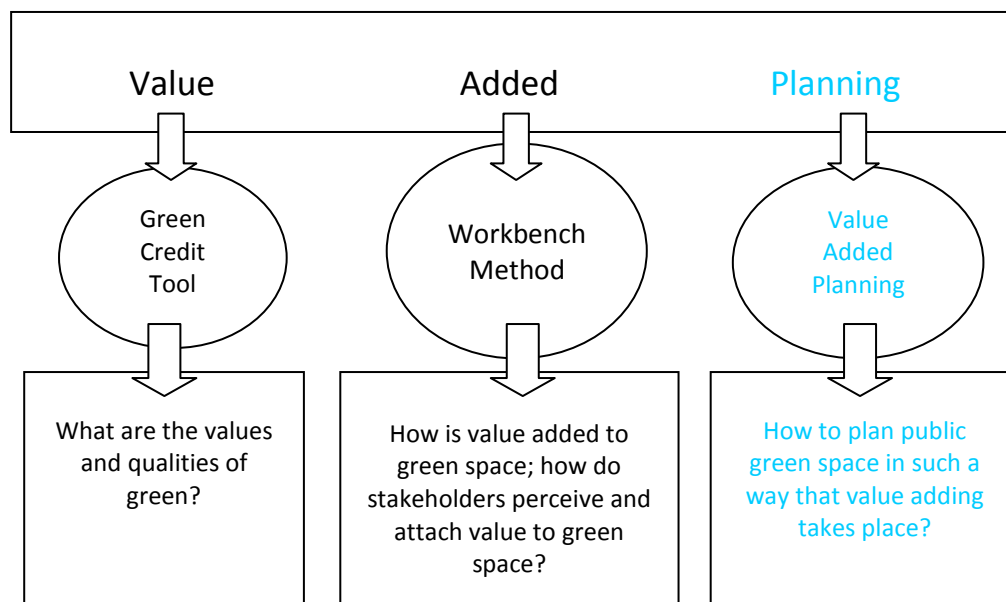 Value Added Planning
Green
Credit
Tool
Workbench
Method
Value
Added
Planning
What are the values
and qualities of
green?
How is value added to
green space; how do
stakeholders perceive and
attach value to green
space?
How to plan public
green space in such a
way that value adding
takes place?